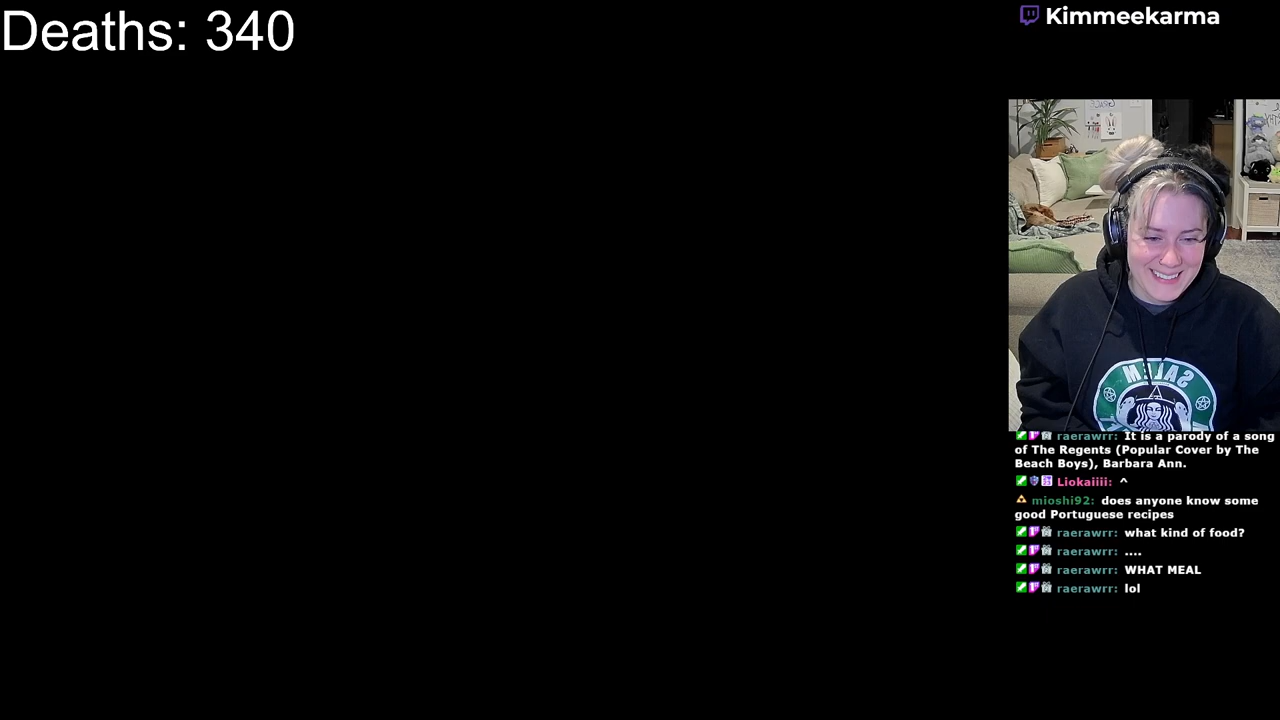 Deaths: 340
Kimmeekarma
SALEM
raerawrr: It is a parody of a song
of The Regents (Popular Cover by The
Beach Boys), Barbara Ann.
Liokaiiii: ^
mioshi92: does anyone know some
good Portuguese recipes
raerawrr: what kind of food?
raerawrr: ....
raerawrr: WHAT MEAL
raerawrr: lol